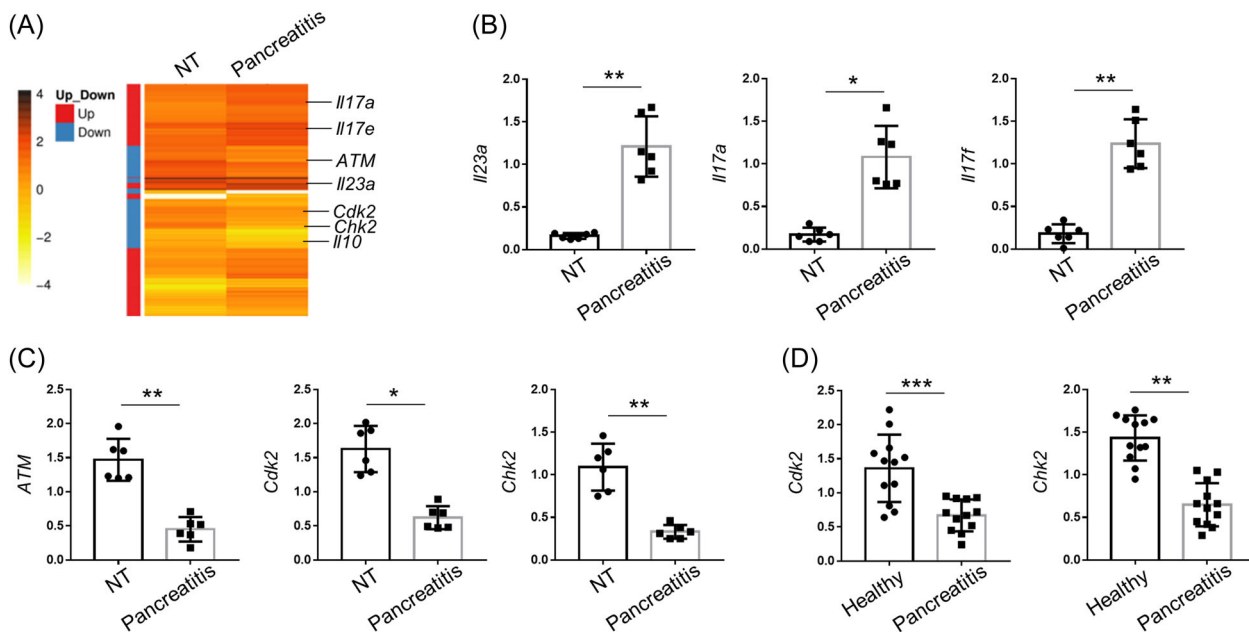 (A)
NT
Pancreatitis
4
2
0
−2
−4
Up_Down
Up
Down
Il17a
Il17e
ATM
Il23a
Cdk2
Chk2
Il10
(B)
Il23a
2.0
1.5
1.0
0.5
0.0
**
NT
Pancreatitis
Il17a
2.0
1.5
1.0
0.5
0.0
*
NT
Pancreatitis
Il17f
2.0
1.5
1.0
0.5
0.0
**
NT
Pancreatitis
(C)
ATM
2.5
2.0
1.5
1.0
0.5
0.0
**
NT
Pancreatitis
Cdk2
2.5
2.0
1.5
1.0
0.5
0.0
*
NT
Pancreatitis
Chk2
2.0
1.5
1.0
0.5
0.0
**
NT
Pancreatitis
(D)
Cdk2
2.5
2.0
1.5
1.0
0.5
0.0
***
Healthy
Pancreatitis
Chk2
2.0
1.5
1.0
0.5
0.0
**
Healthy
Pancreatitis